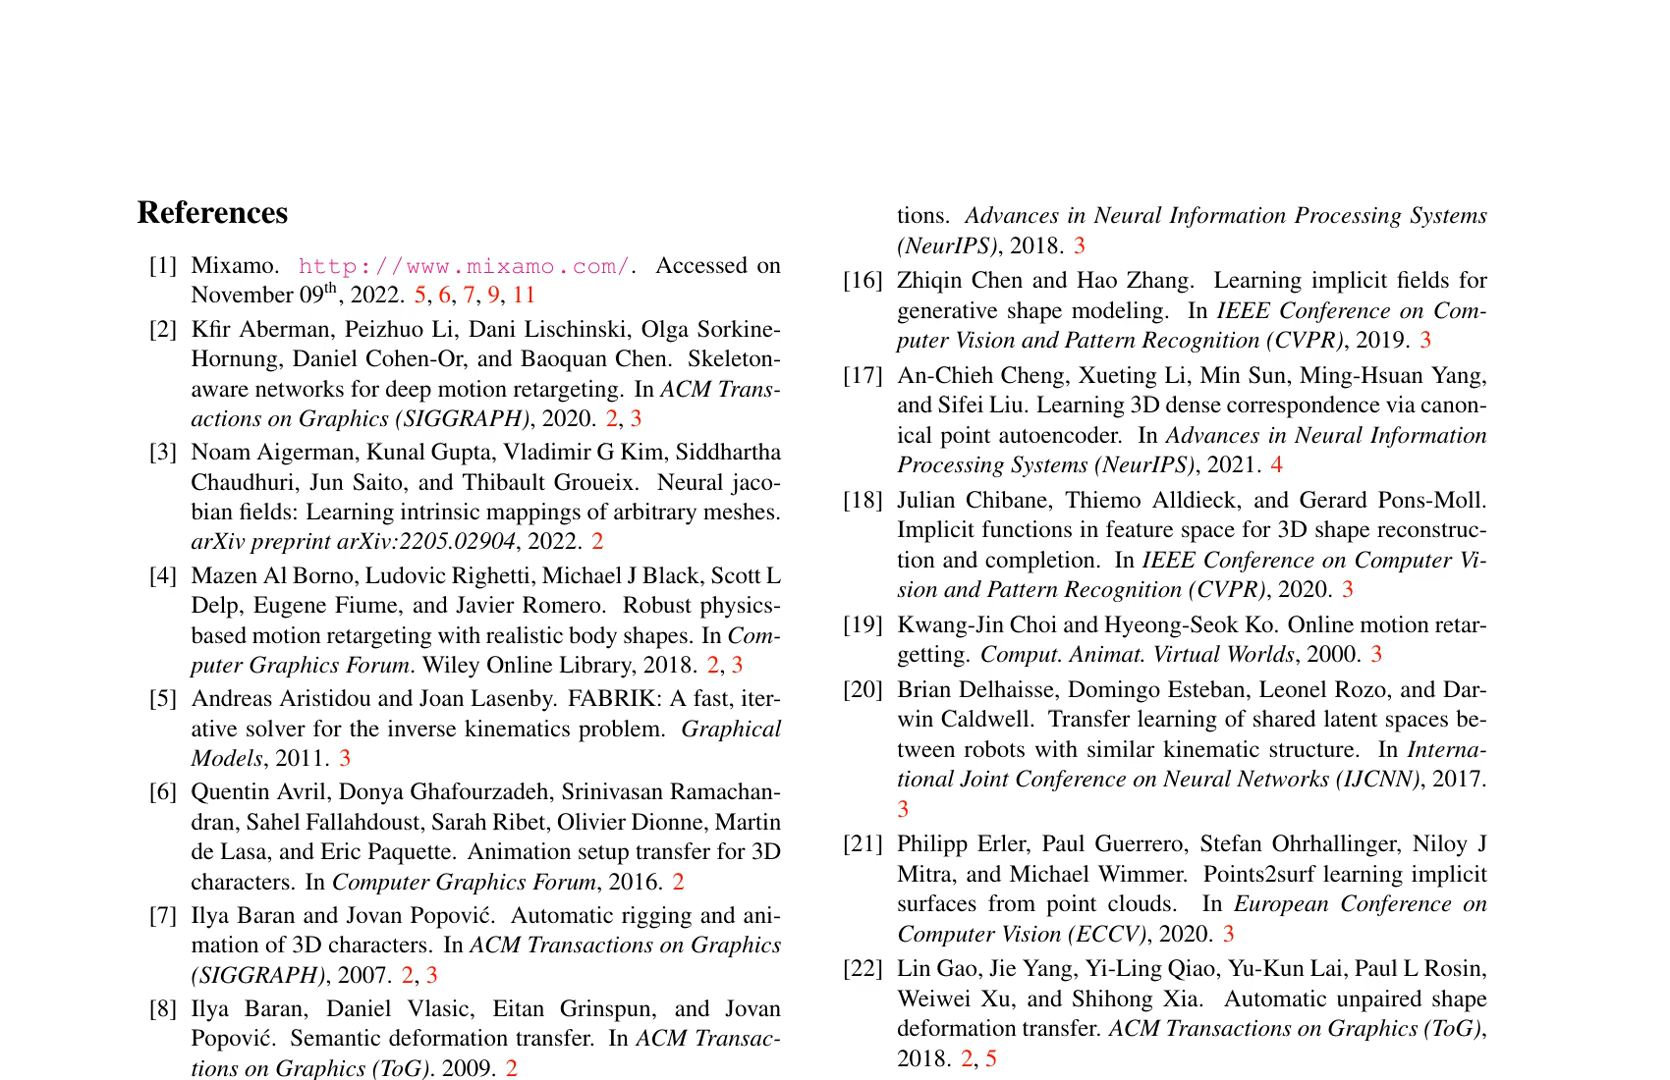 References
[1] Mixamo. http://www.mixamo.com/. Accessed on
November 09th, 2022. 5, 6, 7, 9, 11
[2] Kfir Aberman, Peizhuo Li, Dani Lischinski, Olga Sorkine-
Hornung, Daniel Cohen-Or, and Baoquan Chen. Skeleton-
aware networks for deep motion retargeting. In ACM Trans-
actions on Graphics (SIGGRAPH), 2020. 2, 3
[3] Noam Aigerman, Kunal Gupta, Vladimir G Kim, Siddhartha
Chaudhuri, Jun Saito, and Thibault Groueix. Neural jaco-
bian fields: Learning intrinsic mappings of arbitrary meshes.
arXiv preprint arXiv:2205.02904, 2022. 2
[4] Mazen Al Borno, Ludovic Righetti, Michael J Black, Scott L
Delp, Eugene Fiume, and Javier Romero. Robust physics-
based motion retargeting with realistic body shapes. In Com-
puter Graphics Forum. Wiley Online Library, 2018. 2, 3
[5] Andreas Aristidou and Joan Lasenby. FABRIK: A fast, iter-
ative solver for the inverse kinematics problem. Graphical
Models, 2011. 3
[6] Quentin Avril, Donya Ghafourzadeh, Srinivasan Ramachan-
dran, Sahel Fallahdoust, Sarah Ribet, Olivier Dionne, Martin
de Lasa, and Eric Paquette. Animation setup transfer for 3D
characters. In Computer Graphics Forum, 2016. 2
[7] Ilya Baran and Jovan Popović. Automatic rigging and ani-
mation of 3D characters. In ACM Transactions on Graphics
(SIGGRAPH), 2007. 2, 3
[8] Ilya Baran, Daniel Vlasic, Eitan Grinspun, and Jovan
Popović. Semantic deformation transfer. In ACM Transac-
tions on Graphics (ToG). 2009. 2
tions. Advances in Neural Information Processing Systems
(NeurIPS), 2018. 3
[16] Zhiqin Chen and Hao Zhang. Learning implicit fields for
generative shape modeling. In IEEE Conference on Com-
puter Vision and Pattern Recognition (CVPR), 2019. 3
[17] An-Chieh Cheng, Xueting Li, Min Sun, Ming-Hsuan Yang,
and Sifei Liu. Learning 3D dense correspondence via canon-
ical point autoencoder. In Advances in Neural Information
Processing Systems (NeurIPS), 2021. 4
[18] Julian Chibane, Thiemo Alldieck, and Gerard Pons-Moll.
Implicit functions in feature space for 3D shape reconstruc-
tion and completion. In IEEE Conference on Computer Vi-
sion and Pattern Recognition (CVPR), 2020. 3
[19] Kwang-Jin Choi and Hyeong-Seok Ko. Online motion retar-
getting. Comput. Animat. Virtual Worlds, 2000. 3
[20] Brian Delhaisse, Domingo Esteban, Leonel Rozo, and Dar-
win Caldwell. Transfer learning of shared latent spaces be-
tween robots with similar kinematic structure. In Interna-
tional Joint Conference on Neural Networks (IJCNN), 2017.
3
[21] Philipp Erler, Paul Guerrero, Stefan Ohrhallinger, Niloy J
Mitra, and Michael Wimmer. Points2surf learning implicit
surfaces from point clouds. In European Conference on
Computer Vision (ECCV), 2020. 3
[22] Lin Gao, Jie Yang, Yi-Ling Qiao, Yu-Kun Lai, Paul L Rosin,
Weiwei Xu, and Shihong Xia. Automatic unpaired shape
deformation transfer. ACM Transactions on Graphics (ToG),
2018. 2, 5